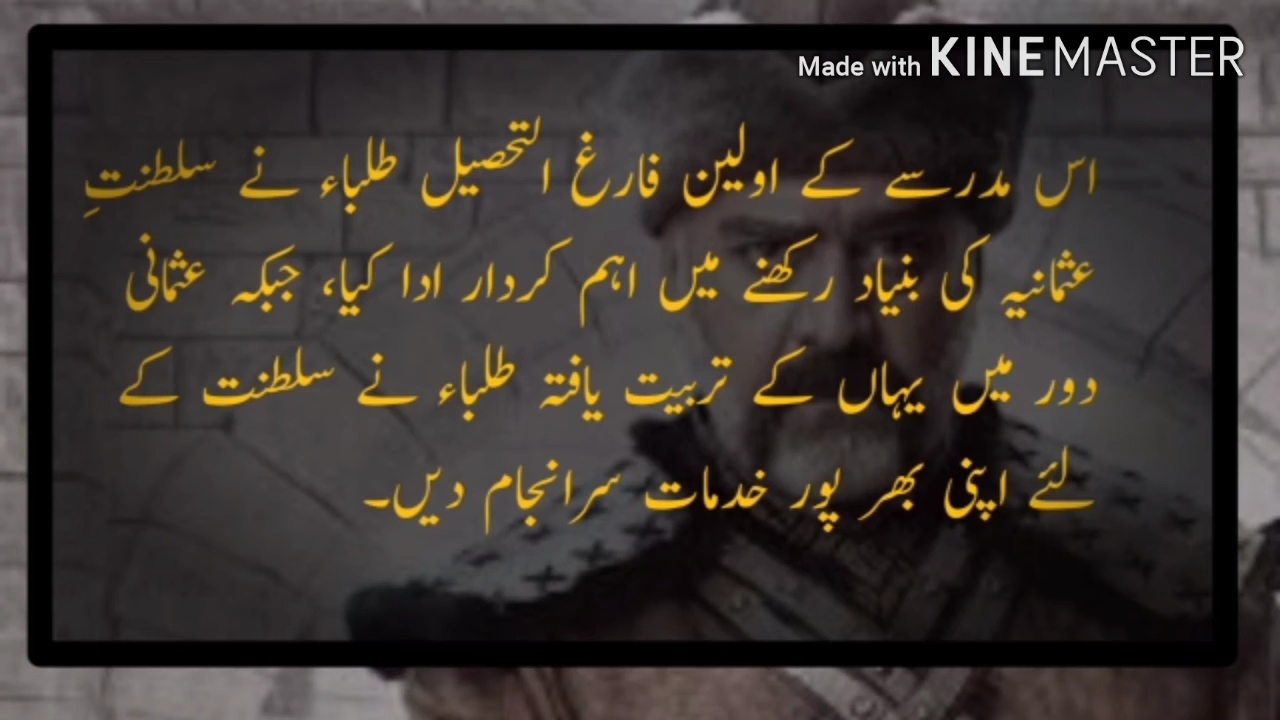 Made with KINEMASTER
اس مدرسے کے اولین فارغ التحصیل طلباء نے سلطنتِ
عثمانیہ کی بنیاد رکھنے میں اہم کردار ادا کیا، جبکہ عثمانی
دور میں یہاں کے تربیت یافتہ طلباء نے سلطنت کے
لئے اپنی بھر پور خدمات سرانجام دیں۔